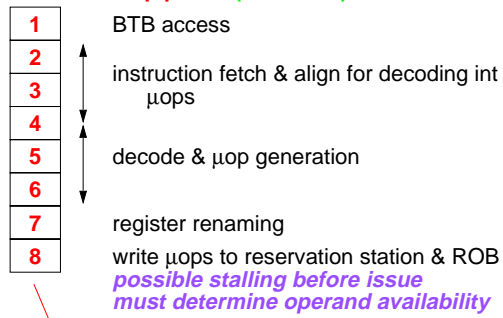 1 BTB access
2
instruction fetch & align for decoding int
3
µops
4
5 decode & µop generation
6
7 register renaming
8 write µops to reservation station & ROB
possible stalling before issue
must determine operand availability